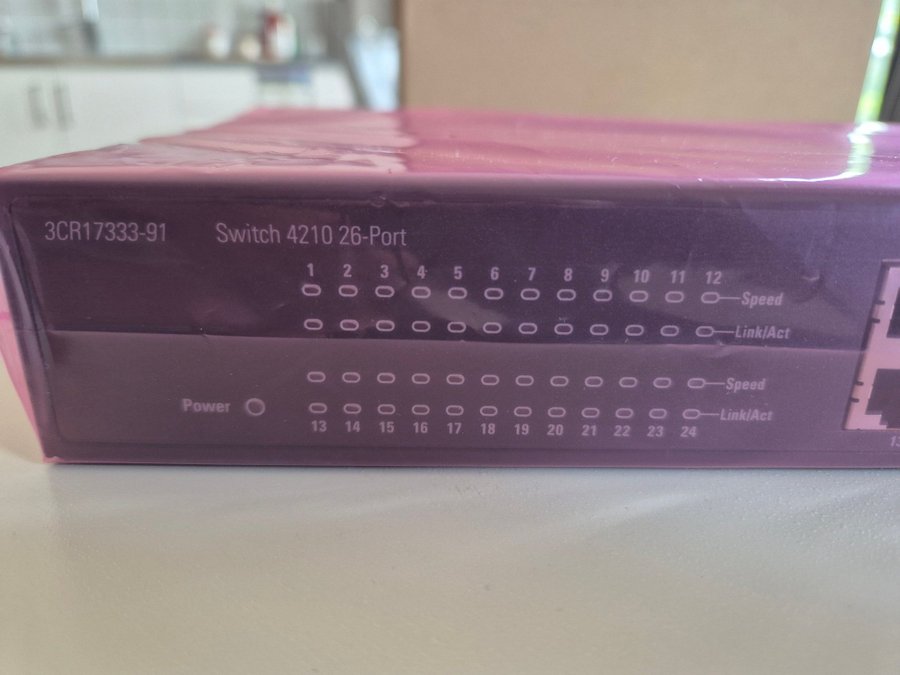 3CR17333-91 Switch 4210 26-Port
1 2 3 4 5 6 7 8 9 10 11 12
Speed
Link/Act
Speed
Power Link/Act
13 14 15 16 17 18 19 20 21 22 23 24